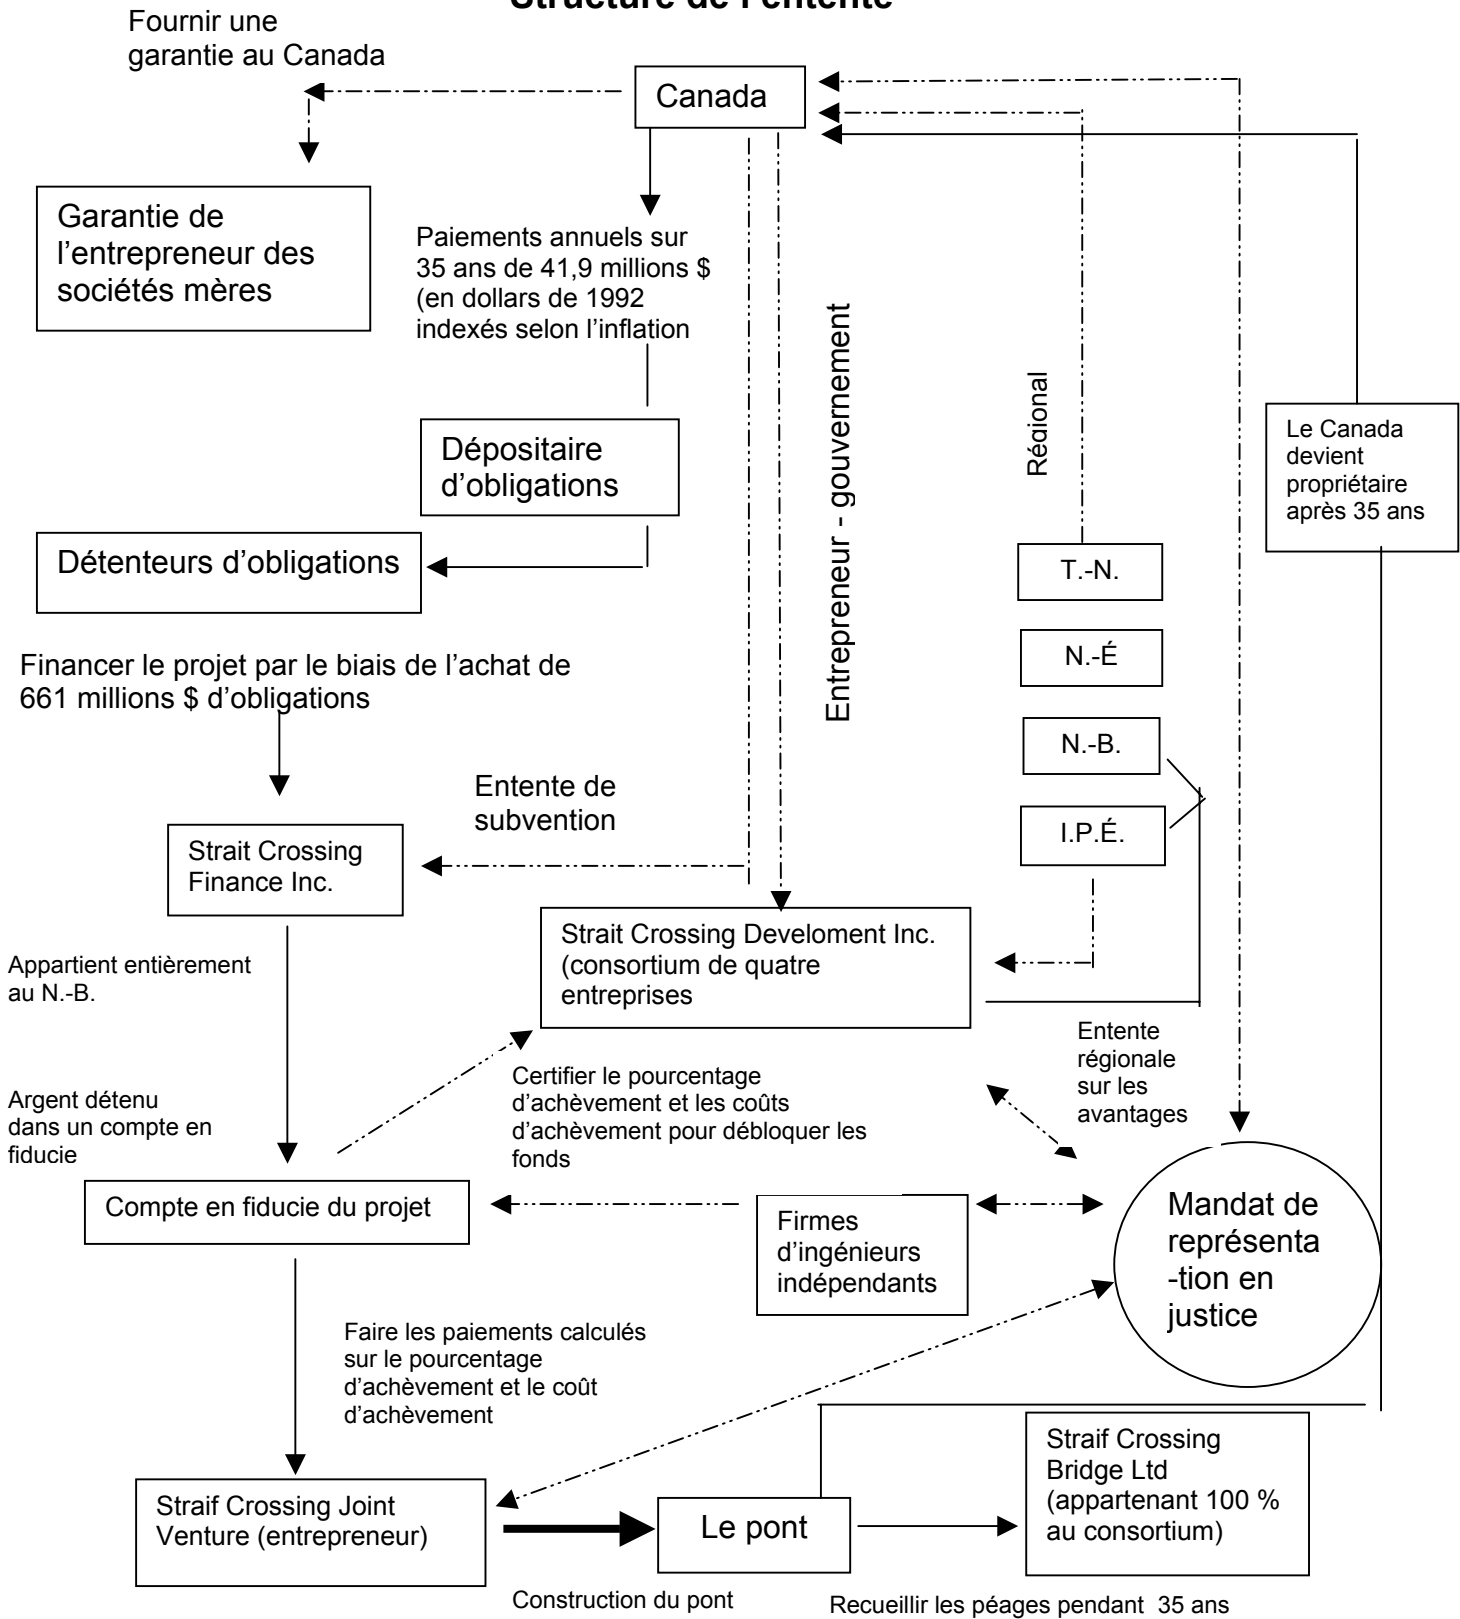 Structure de l'entente
Fournir une
garantie au Canada
Canada
Garantie de
l'entrepreneur des
sociétés mères
Paiements annuels sur
35 ans de 41,9 millions $
(en dollars de 1992
indexés selon l'inflation
Entrepreneur - gouvernement
Régional
Le Canada
devient
propriétaire
après 35 ans
Dépositaire
d'obligations
Détenteurs d'obligations
T.-N.
N.-É
N.-B.
I.P.É.
Financer le projet par le biais de l'achat de
661 millions $ d'obligations
Entente de
subvention
Strait Crossing
Finance Inc.
Strait Crossing Develoment Inc.
(consortium de quatre
entreprises
Appartient entièrement
au N.-B.
Entente
régionale
sur les
avantages
Argent détenu
dans un compte en
fiducie
Certifier le pourcentage
d'achèvement et les coûts
d'achèvement pour débloquer les
fonds
Compte en fiducie du projet
Firmes
d'ingénieurs
indépendants
Mandat de
représenta
-tion en
justice
Faire les paiements calculés
sur le pourcentage
d'achèvement et le coût
d'achèvement
Straif Crossing Joint
Venture (entrepreneur)
Le pont
Straif Crossing
Bridge Ltd
(appartenant 100 %
au consortium)
Construction du pont
Recueillir les péages pendant 35 ans